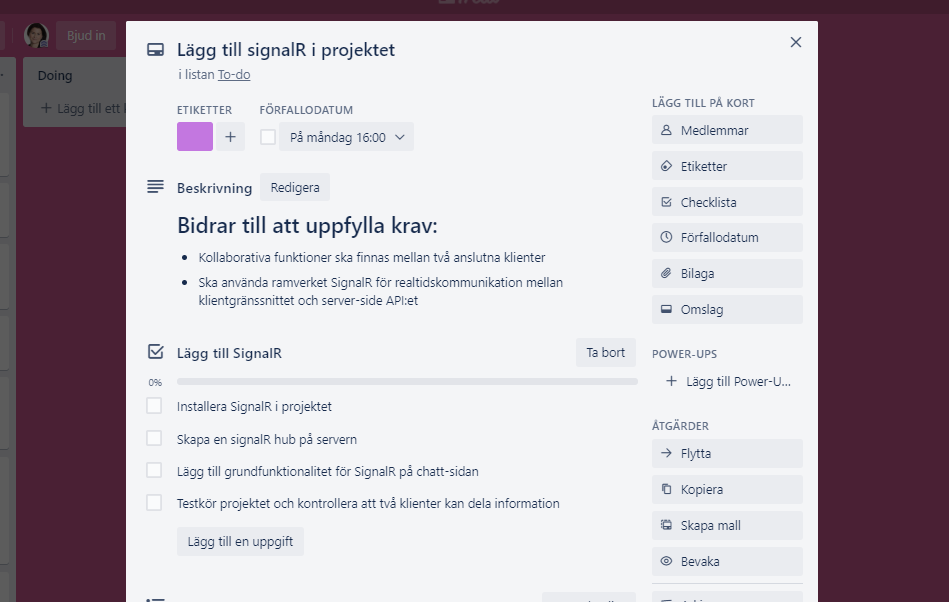 Bjud in
Doing
Lägg till ett
Lägg till signalR i projektet
i listan To-do
ETIKETTER
FÖRFALLODATUM
På måndag 16:00
Beskrivning
Redigera
Bidrar till att uppfylla krav:
Kollaborativa funktioner ska finnas mellan två anslutna klienter
Ska använda ramverket SignalR för realtidskommunikation mellan
klientgränssnittet och server-side API:et
Lägg till SignalR
Ta bort
0%
Installera SignalR i projektet
Skapa en signalR hub på servern
Lägg till grundfunktionalitet för SignalR på chatt-sidan
Testkör projektet och kontrollera att två klienter kan dela information
Lägg till en uppgift
LÄGG TILL PÅ KORT
Medlemmar
Etiketter
Checklista
Förfallodatum
Bilaga
Omslag
POWER-UPS
Lägg till Power-U...
ÅTGÄRDER
Flytta
Kopiera
Skapa mall
Bevaka